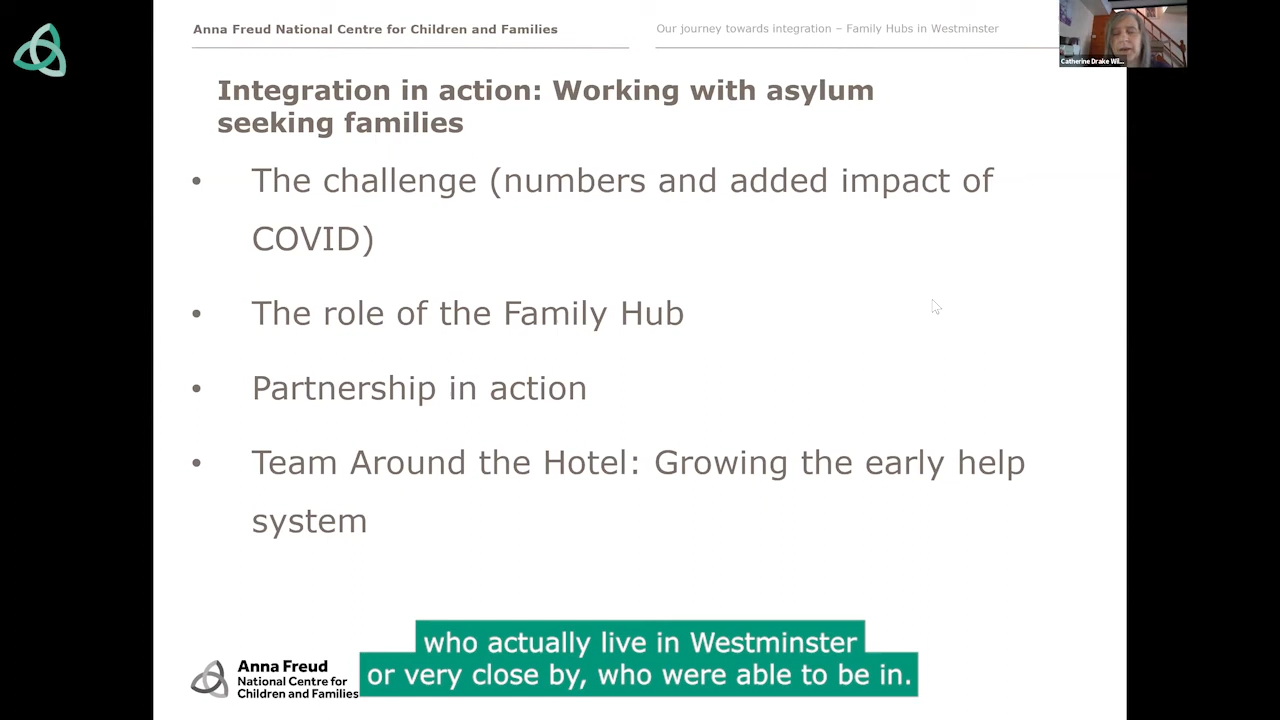 Anna Freud National Centre for Children and Families
Our journey towards integration – Family Hubs in Westminster
Catherine Drake Wil...
Integration in action: Working with asylum
seeking families
• The challenge (numbers and added impact of
COVID)
• The role of the Family Hub
• Partnership in action
• Team Around the Hotel: Growing the early help
system
who actually live in Westminster
or very close by, who were able to be in.
Anna Freud
National Centre for
Children and Families